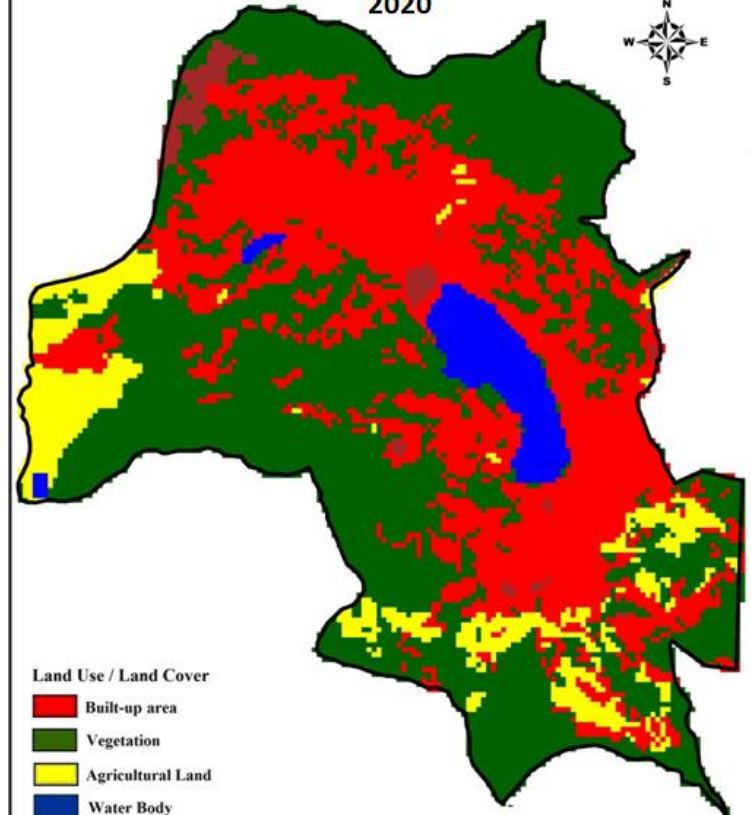 2020
N
W E
S
Land Use / Land Cover
Built-up area
Vegetation
Agricultural Land
Water Body